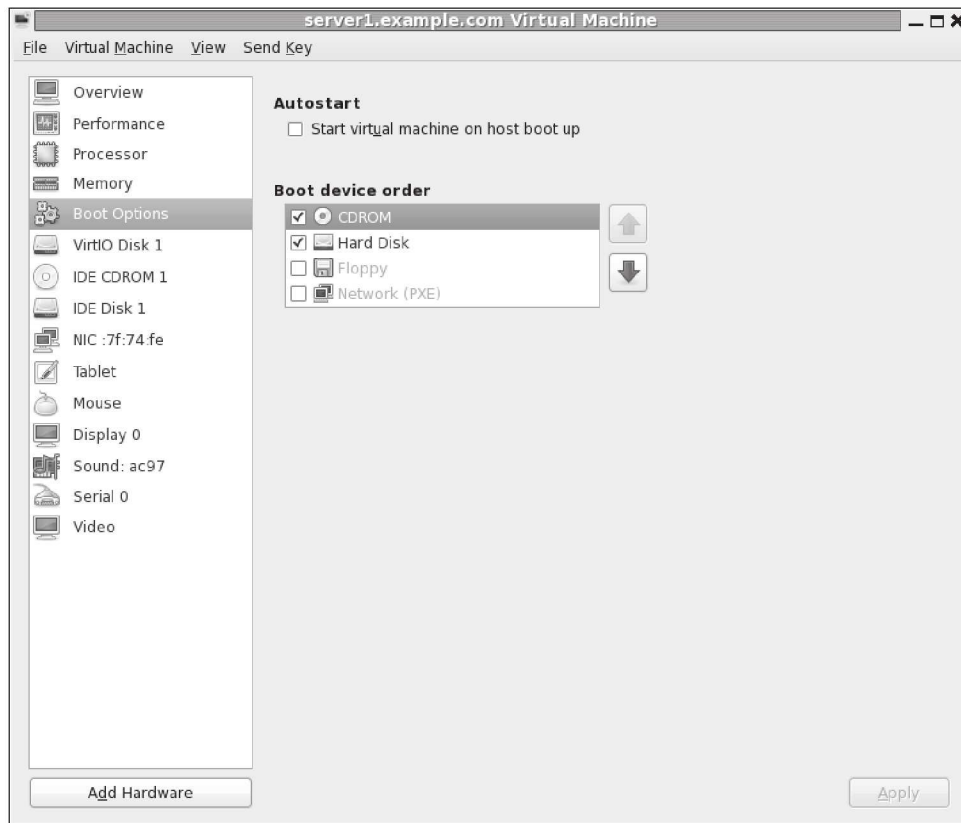 server1.example.com Virtual Machine
File Virtual Machine View Send Key
Overview
Performance
Processor
Memory
Boot Options
VirtIO Disk 1
IDE CDROM 1
IDE Disk 1
NIC :7f:74:fe
Tablet
Mouse
Display 0
Sound: ac97
Serial 0
Video
Add Hardware
Autostart
Start virtual machine on host boot up
Boot device order
CDROM
Hard Disk
Floppy
Network (PXE)
Apply